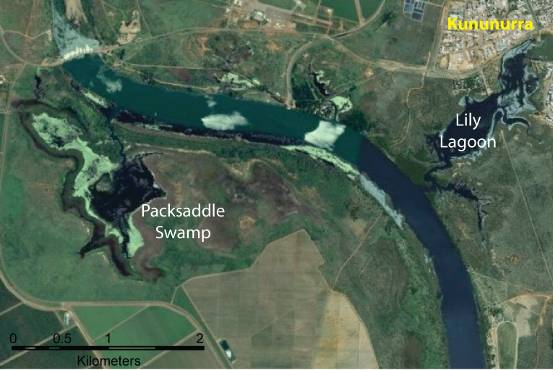 Kununurra
Lily
Lagoon
Packsaddle
Swamp
0 0.5 1 2
Kilometers